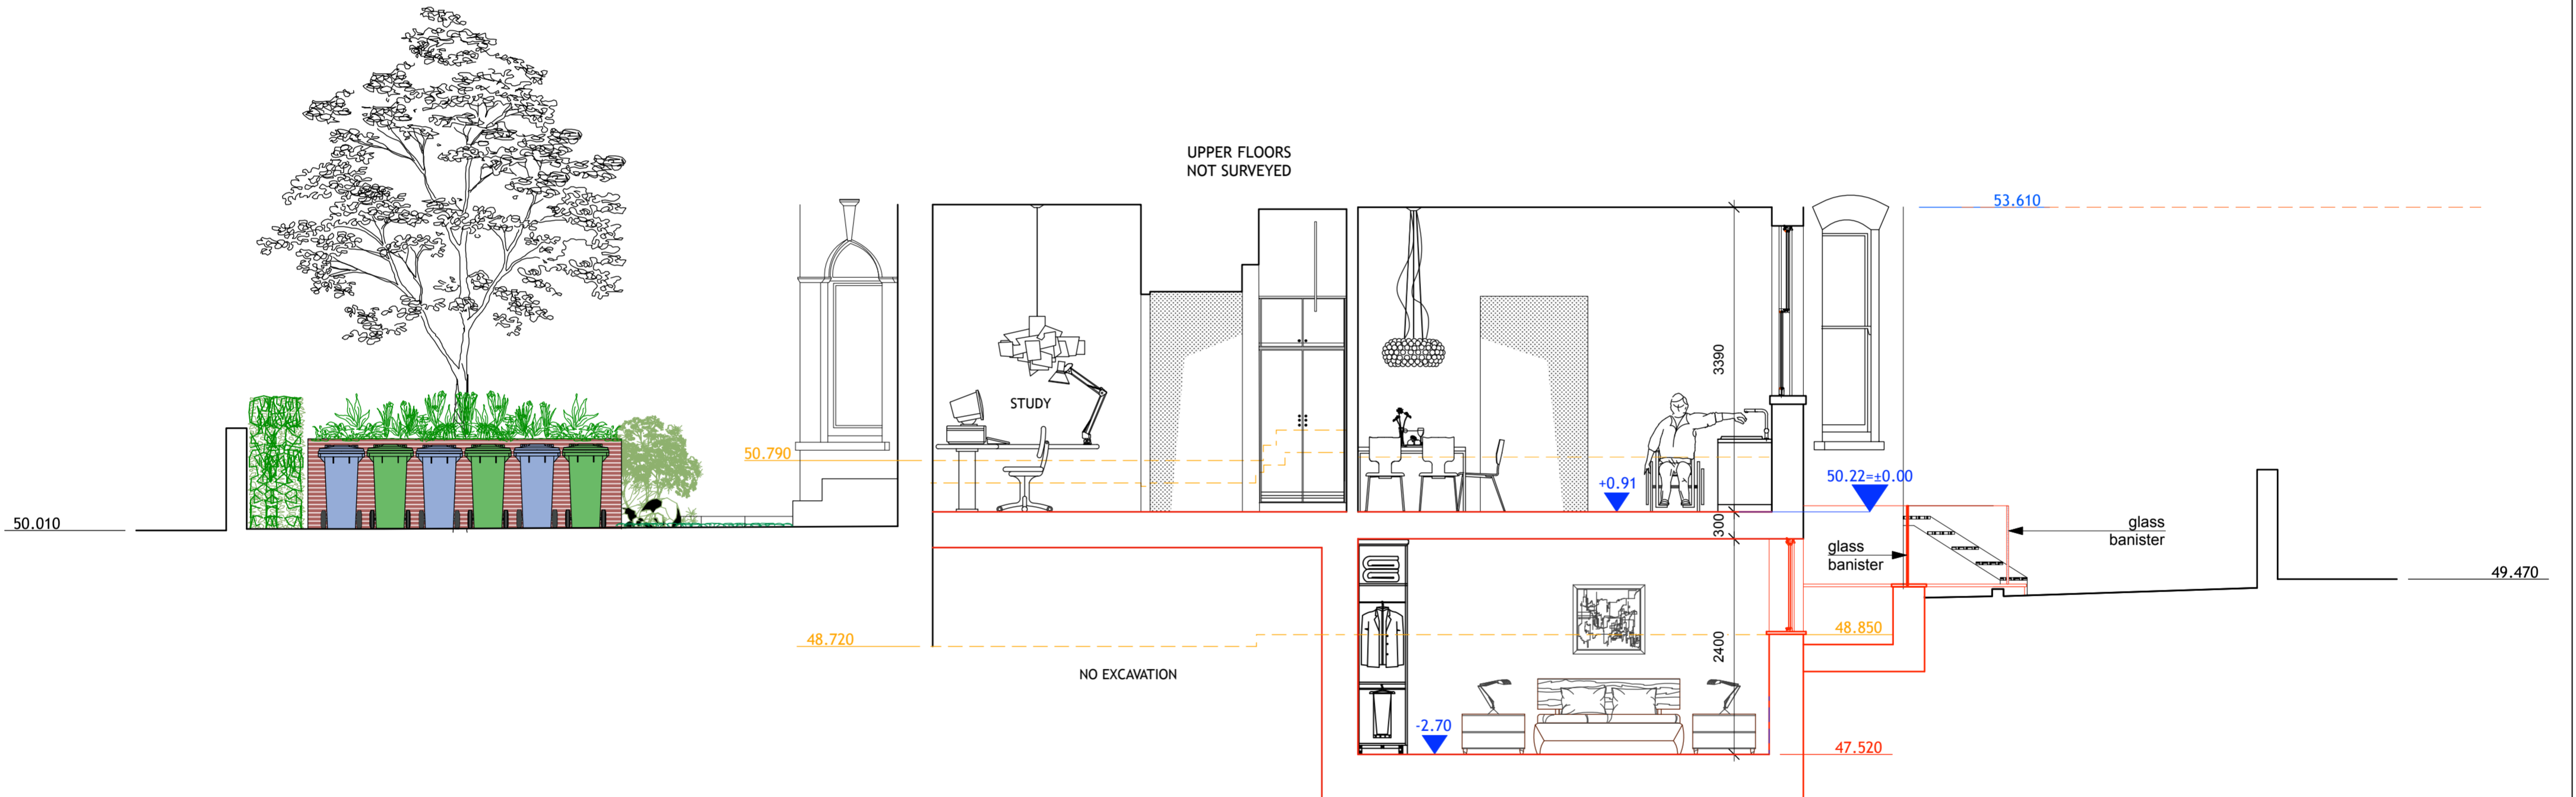 UPPER FLOORS
NOT SURVEYED
53.610
3390
STUDY
50.790
+0.91
50.22=±0.00
50.010
300
glass
banister
glass
banister
49.470
48.720
48.850
2400
NO EXCAVATION
-2.70
47.520